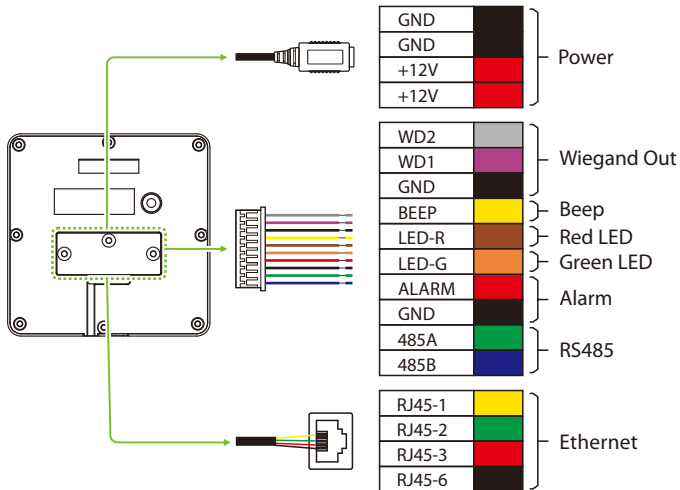 GND
GND
+12V
+12V
Power
WD2
WD1
GND
Wiegand Out
BEEP
Beep
LED-R
Red LED
LED-G
Green LED
ALARM
GND
Alarm
485A
485B
RS485
RJ45-1
RJ45-2
RJ45-3
RJ45-6
Ethernet